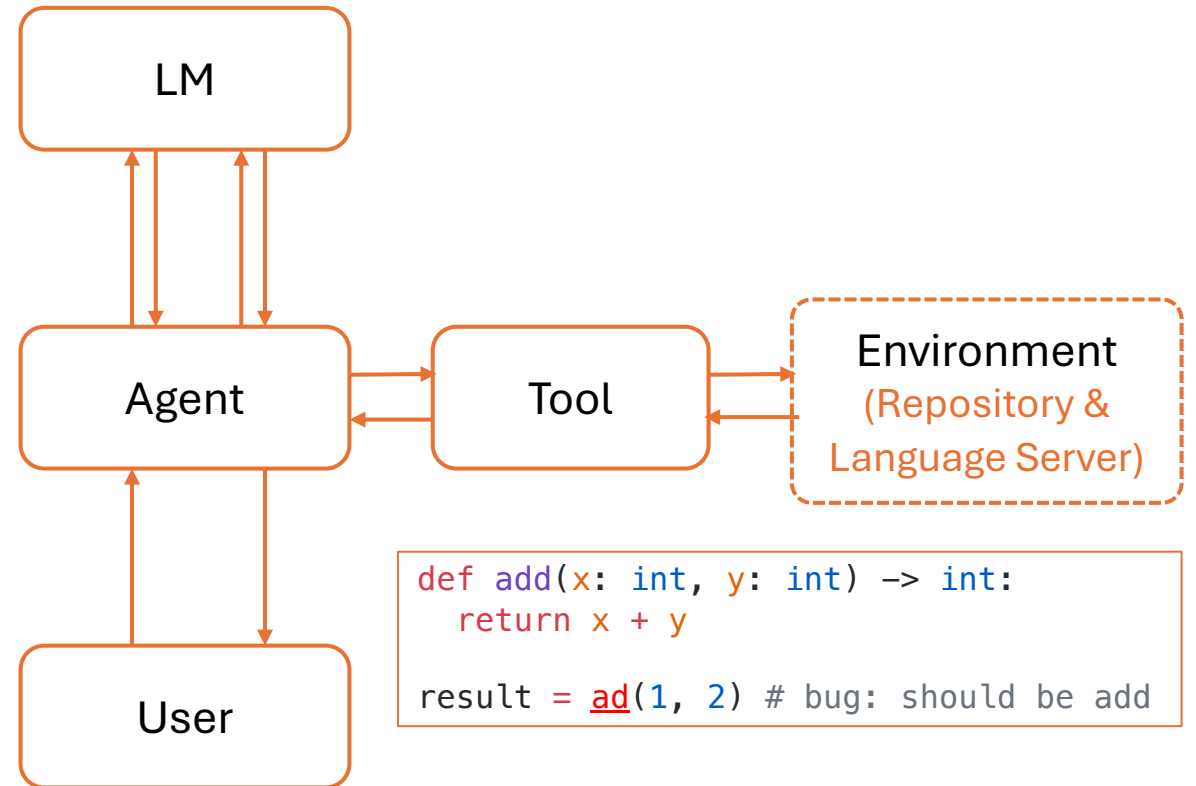 LM
Agent
Tool
Environment
(Repository &
Language Server)
User
def add(x: int, y: int) -> int:
  return x + y
result = ad(1, 2) # bug: should be add